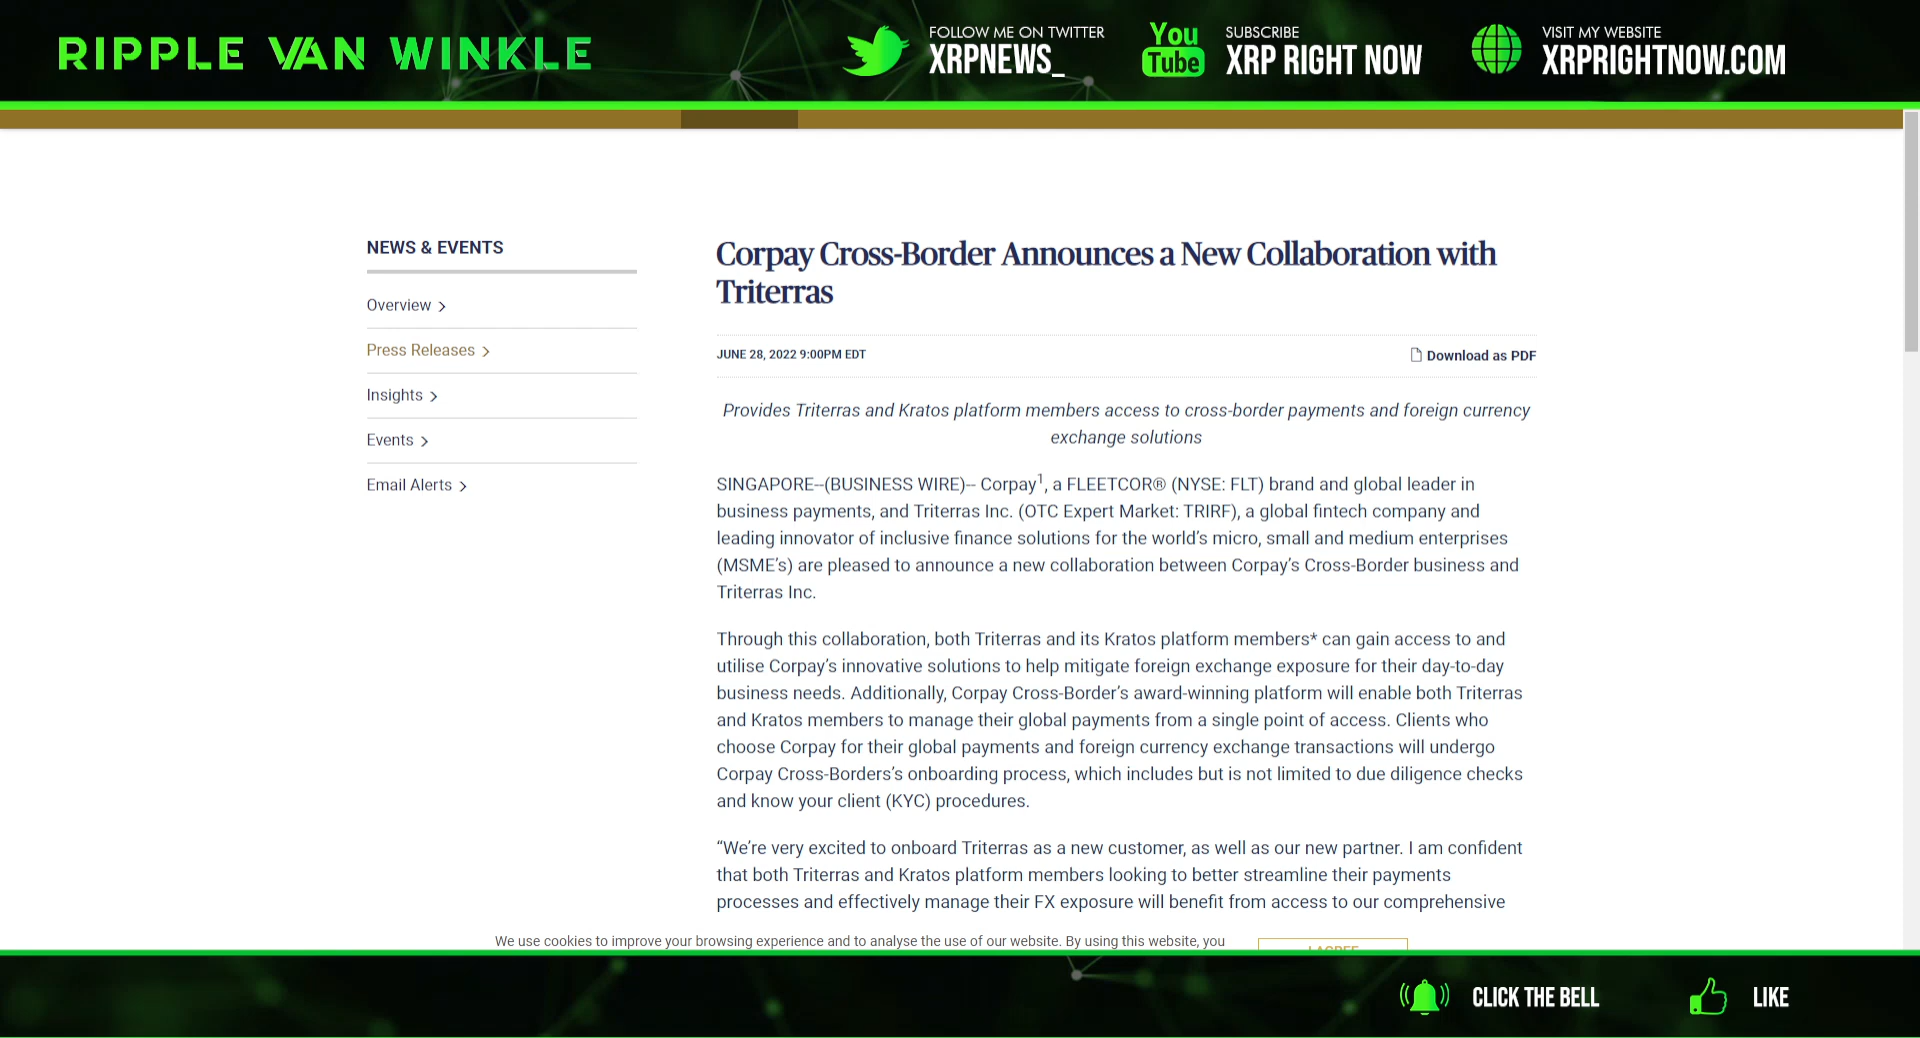 RIPPLE VAN WINKLE
FOLLOW ME ON TWITTER
XRPNEWS_
You
Tube
SUBSCRIBE
XRP RIGHT NOW
VISIT MY WEBSITE
XRPRIGHTNOW.COM
NEWS & EVENTS
Overview
Press Releases
Insights
Events
Email Alerts
Corpay Cross-Border Announces a New Collaboration with
Triterras
JUNE 28, 2022 9:00PM EDT
Download as PDF
Provides Triterras and Kratos platform members access to cross-border payments and foreign currency
exchange solutions
SINGAPORE--(BUSINESS WIRE)-- Corpay1, a FLEETCOR® (NYSE: FLT) brand and global leader in
business payments, and Triterras Inc. (OTC Expert Market: TRIRF), a global fintech company and
leading innovator of inclusive finance solutions for the world’s micro, small and medium enterprises
(MSME’s) are pleased to announce a new collaboration between Corpay’s Cross-Border business and
Triterras Inc.
Through this collaboration, both Triterras and its Kratos platform members* can gain access to and
utilise Corpay’s innovative solutions to help mitigate foreign exchange exposure for their day-to-day
business needs. Additionally, Corpay Cross-Border’s award-winning platform will enable both Triterras
and Kratos members to manage their global payments from a single point of access. Clients who
choose Corpay for their global payments and foreign currency exchange transactions will undergo
Corpay Cross-Borders’s onboarding process, which includes but is not limited to due diligence checks
and know your client (KYC) procedures.
“We’re very excited to onboard Triterras as a new customer, as well as our new partner. I am confident
that both Triterras and Kratos platform members looking to better streamline their payments
processes and effectively manage their FX exposure will benefit from access to our comprehensive
We use cookies to improve your browsing experience and to analyse the use of our website. By using this website, you
I AGREE
CLICK THE BELL
LIKE